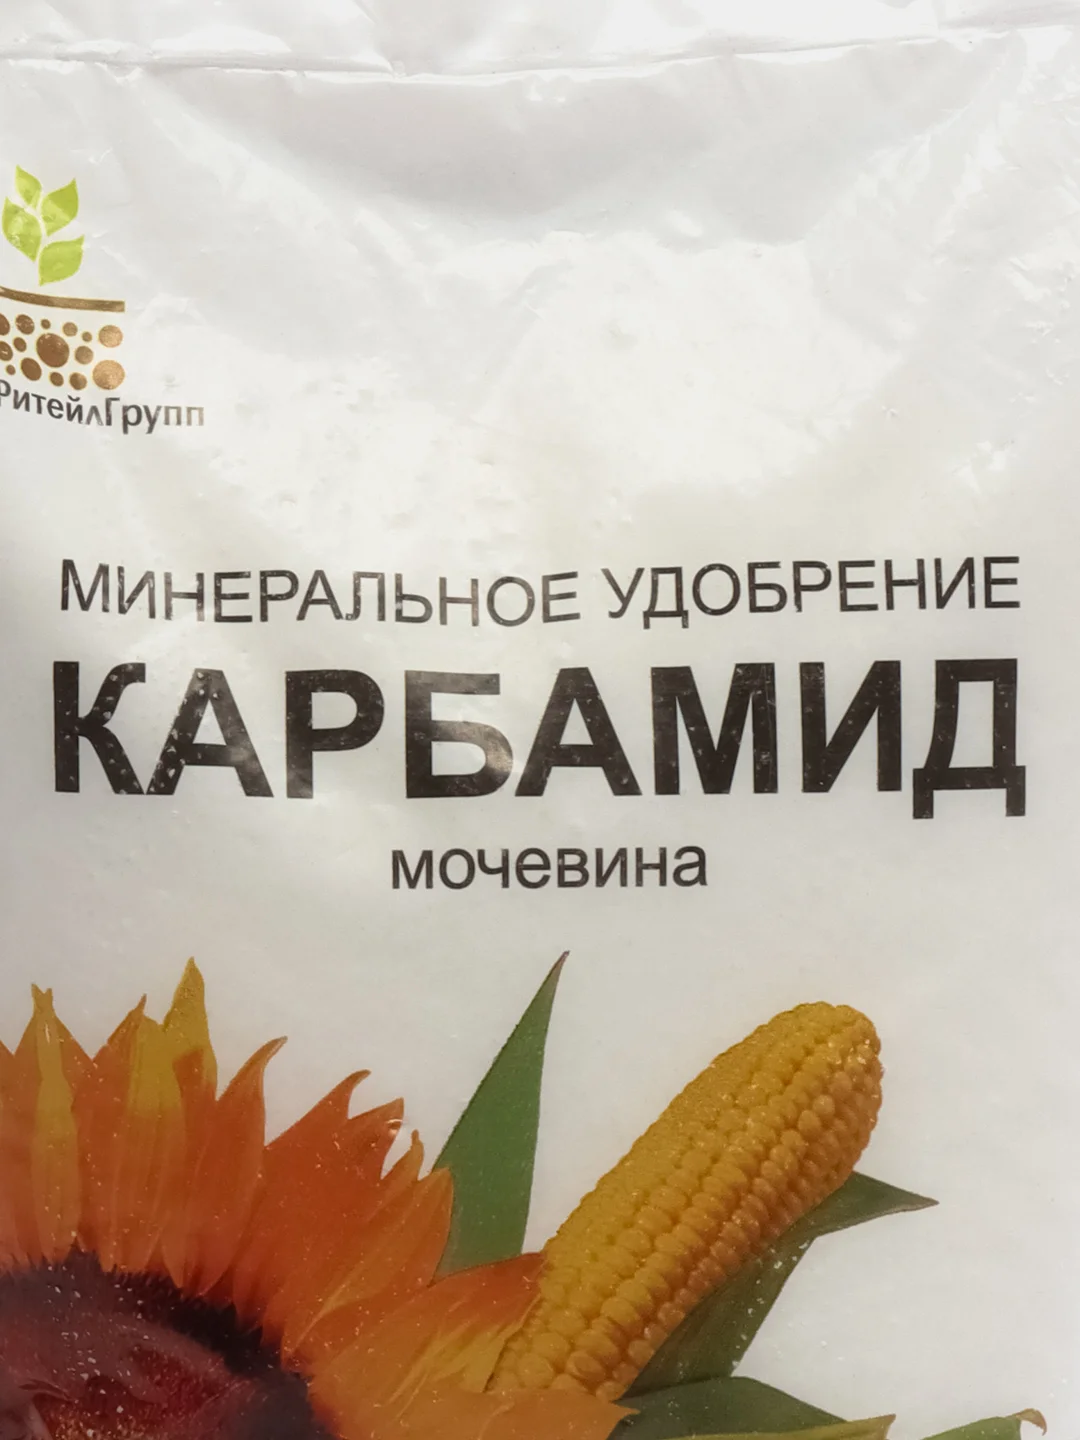 РитейлГрупп
МИНЕРАЛЬНОЕ УДОБРЕНИЕ
КАРБАМИД
мочевина